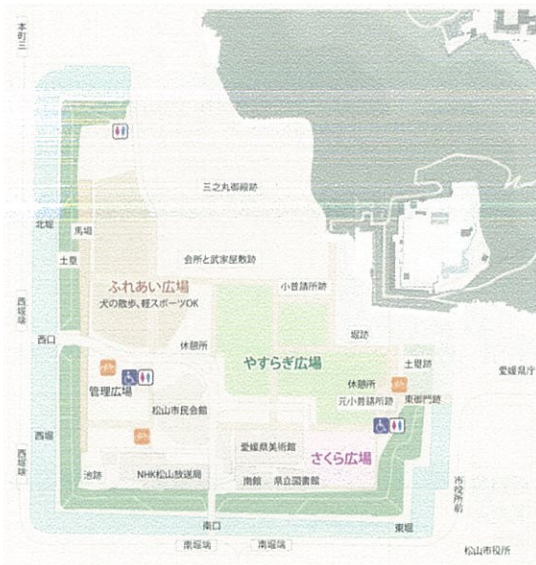 本町三
三之丸御殿跡
北堀
馬場
土塁
会所と武家屋敷跡
ふれあい広場
犬の散歩、軽スポーツOK
小普請所跡
西堀端
西口
休憩所
堀跡
やすらぎ広場
土塁跡
愛媛県庁
管理広場
休憩所
元小普請所跡
東御門跡
松山市民会館
西堀
西堀端
愛媛県美術館
さくら広場
池跡
NHK松山放送局
南館
県立図書館
市役所前
南口
東堀
南堀端
南堀端
松山市役所